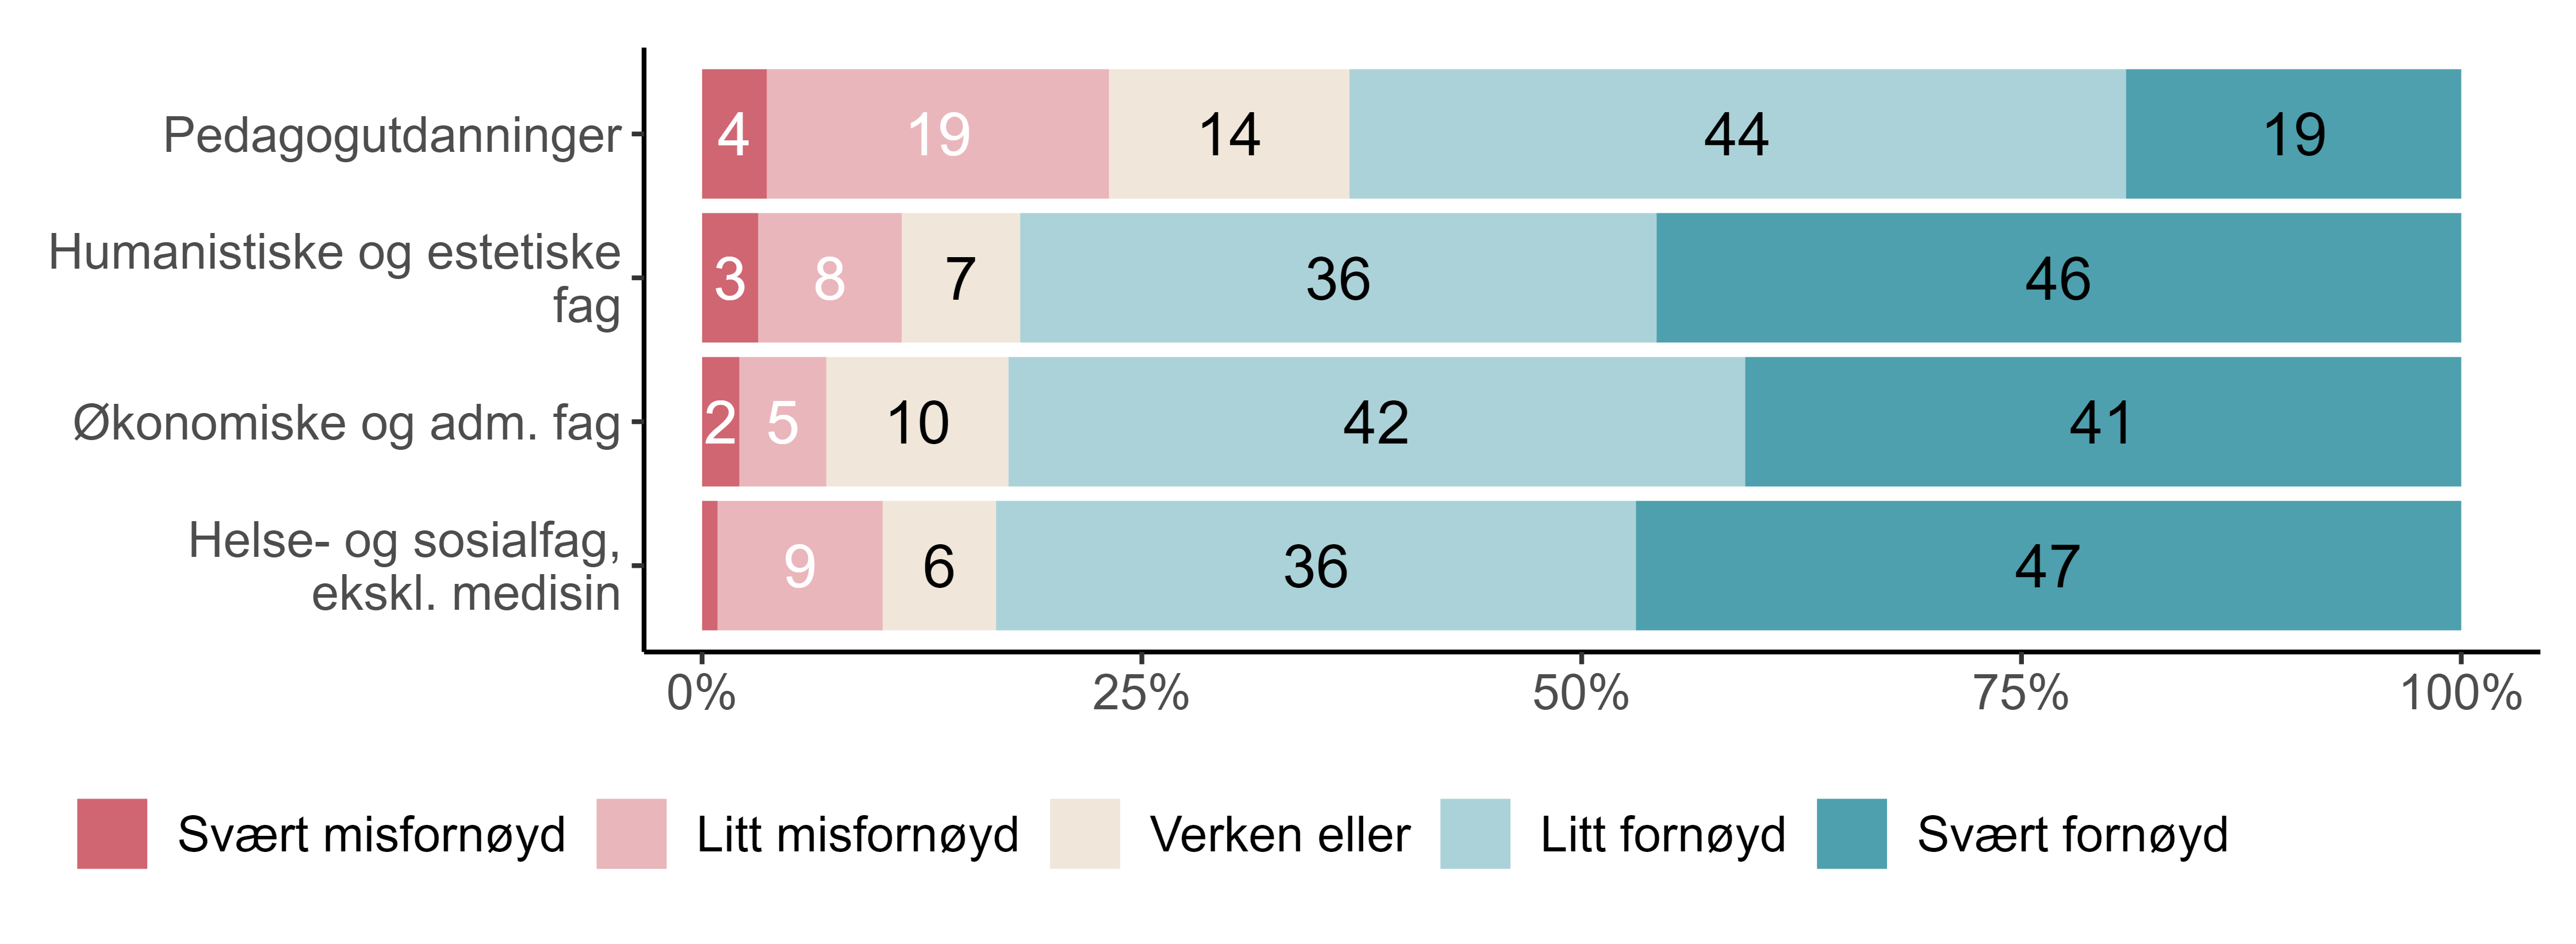 Pedagogutdanninger
4 19 14 44 19
Humanistiske og estetiske
fag
3 8 7 36 46
Økonomiske og adm. fag
2 5 10 42 41
Helse- og sosialfag,
ekskl. medisin
9 6 36 47
0% 25% 50% 75% 100%
Svært misfornøyd Litt misfornøyd Verken eller Litt fornøyd Svært fornøyd